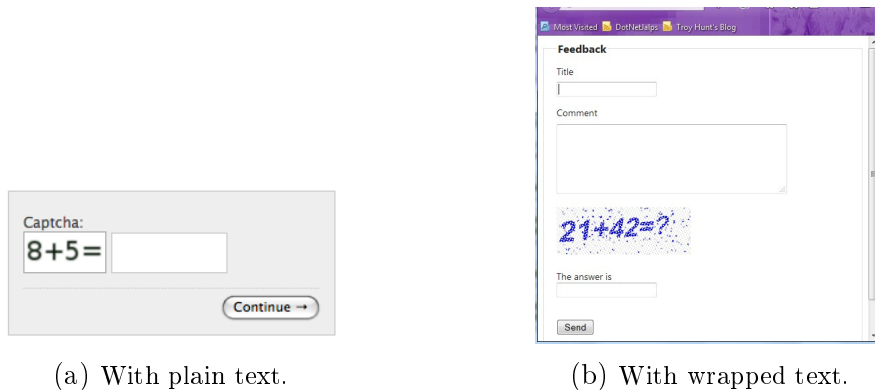 Captcha:
8+5=
Continue →
(a) With plain text.
Most Visited DotNetJalps Troy Hunt's Blog
Feedback
Title
Comment
21+42=?
The answer is
Send
(b) With wrapped text.